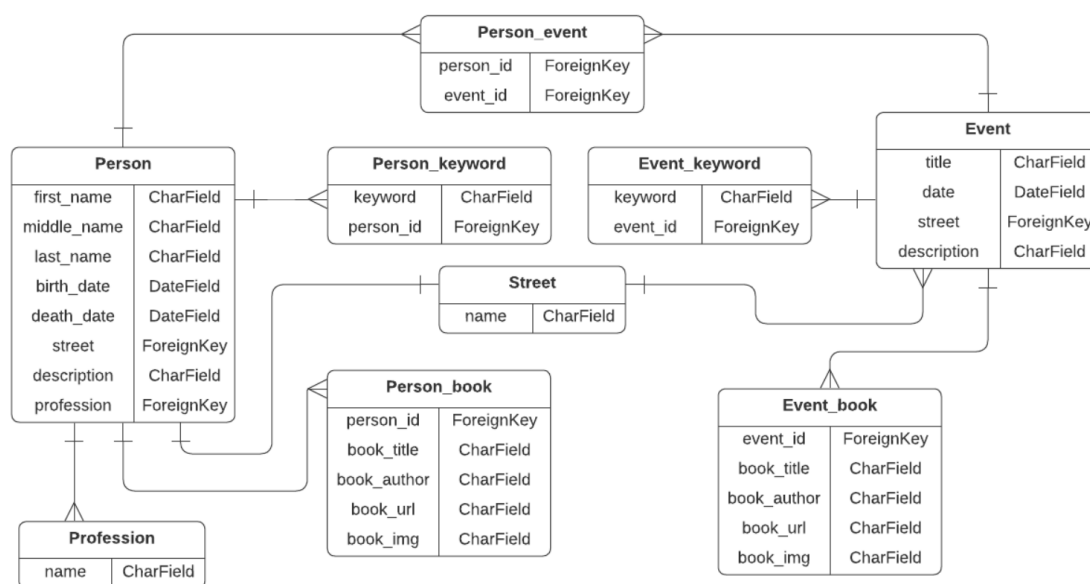 Person_event
person_id ForeignKey
event_id ForeignKey
Person
first_name CharField
middle_name CharField
last_name CharField
birth_date DateField
death_date DateField
street ForeignKey
description CharField
profession ForeignKey
Person_keyword
keyword CharField
person_id ForeignKey
Event_keyword
keyword CharField
event_id ForeignKey
Event
title CharField
date DateField
street ForeignKey
description CharField
Street
name CharField
Person_book
person_id ForeignKey
book_title CharField
book_author CharField
book_url CharField
book_img CharField
Event_book
event_id ForeignKey
book_title CharField
book_author CharField
book_url CharField
book_img CharField
Profession
name CharField